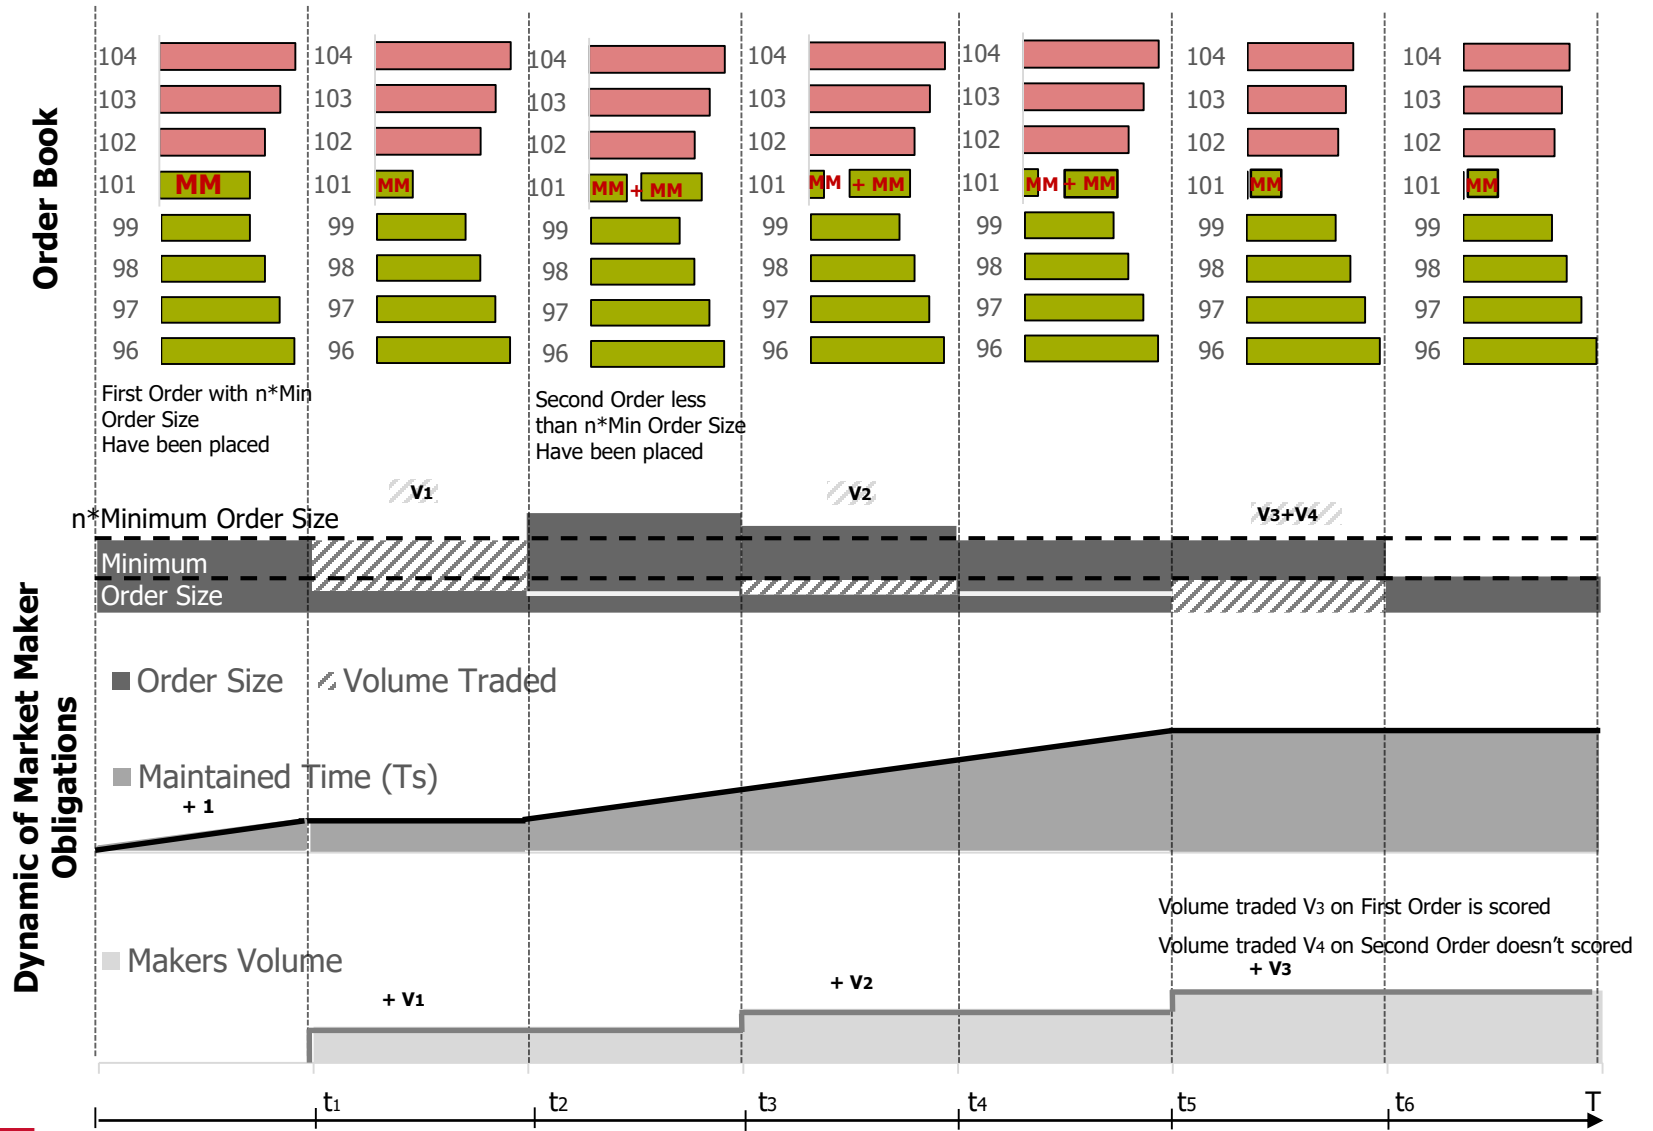 Order Book
104 104 104 104 104 104 104
103 103 103 103 103 103 103
102 102 102 102 102 102 102
101 MM 101 MM 101 MM + MM 101 MM + MM 101 MM + MM 101 MM 101 MM
99 99 99 99 99 99 99
98 98 98 98 98 98 98
97 97 97 97 97 97 97
96 96 96 96 96 96 96
First Order with n*Min
Order Size
Have been placed
Second Order less
than n*Min Order Size
Have been placed
Dynamic of Market Maker
Obligations
V1 V2 V3+V4
n*Minimum Order Size
Minimum
Order Size
Order Size Volume Traded
Maintained Time (Ts)
+ 1
Volume traded V3 on First Order is scored
Volume traded V4 on Second Order doesn't scored
Makers Volume
+ V1 + V2 + V3
t1 t2 t3 t4 t5 t6 T